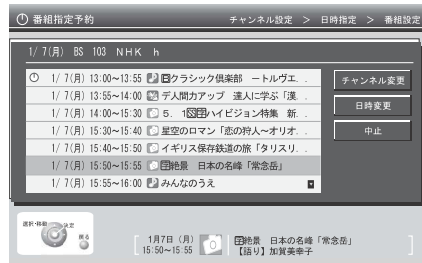 番組指定予約
チャンネル設定 > 日時指定 > 番組設定
1/ 7(月) BS 103 NHK h
1/ 7(月) 13:00~13:55 クラシック倶楽部 ートルヴエ..
チャンネル変更
1/ 7(月) 13:55~14:00 デ人間力アップ 達人に学ぶ「漢.
日時変更
1/ 7(月) 14:00~15:30 5. 1 字ハイビジョン特集 新.
中止
1/ 7(月) 15:30~15:40 星空のロマン「恋の狩人～オリオ.
1/ 7(月) 15:40~15:50 イギリス保存鉄道の旅「タリスリ.
1/ 7(月) 15:50~15:55 字絶景 日本の名峰「常念岳」
1/ 7(月) 15:55~16:00 みんなのうえ
選択・移動 決定
戻る
1月7日 (月)
15:50~15:55
字絶景 日本の名峰「常念岳」
【語り】加賀美幸子